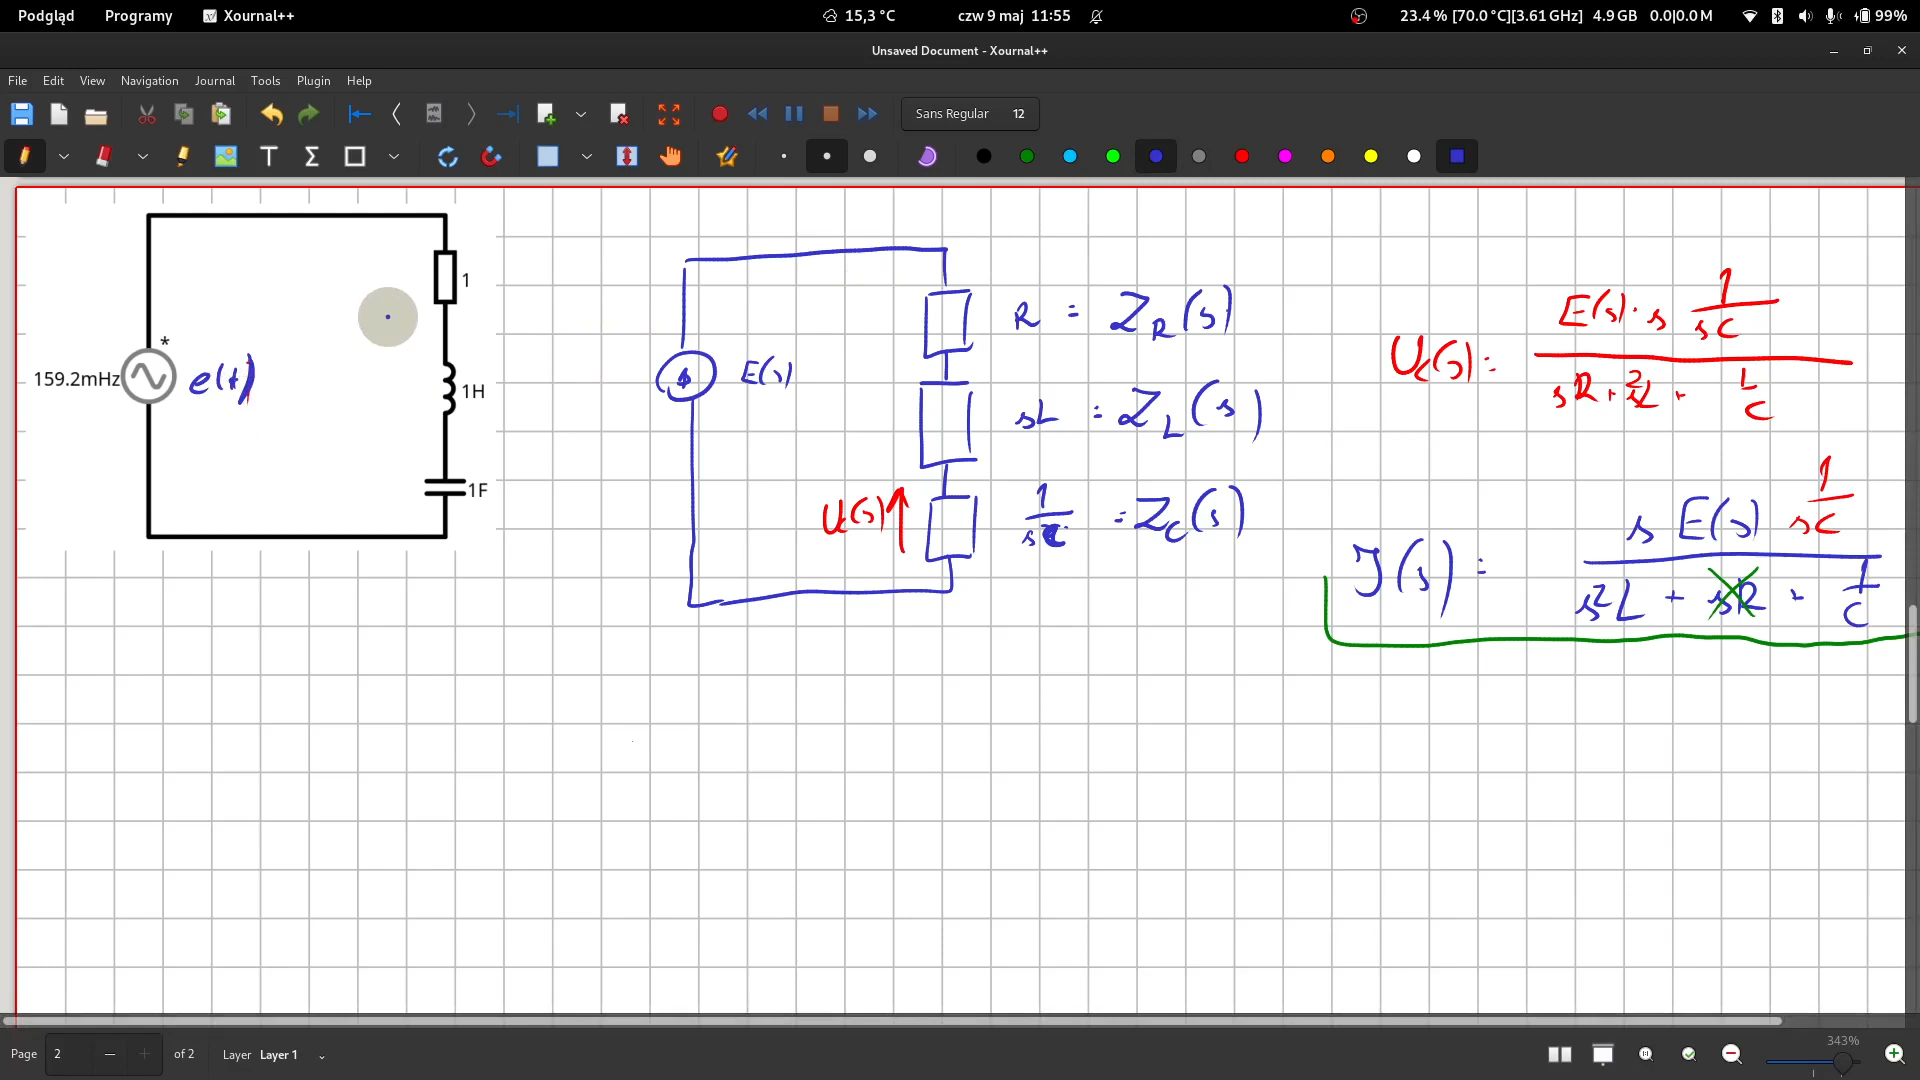 Podgląd Programy Xournal++ 15,3 °C czw 9 maj 11:55 23.4 % [70.0 °C][3.61 GHz] 4.9 GB 0.0|0.0 M 99%
Unsaved Document - Xournal++
File Edit View Navigation Journal Tools Plugin Help
Sans Regular 12
1
*
159.2mHz
e(t)
1H
1F
E(s)
R = Z_R(s)
sL = Z_L(s)
U_C(s)
1/(sC) = Z_C(s)
U_C(s) = (E(s) · s 1/(sC)) / (sR + s²L + 1/C)
I(s) = (s E(s) 1/(sC)) / (s²L + sR + 1/C)
343%
Page 2 of 2 Layer Layer 1